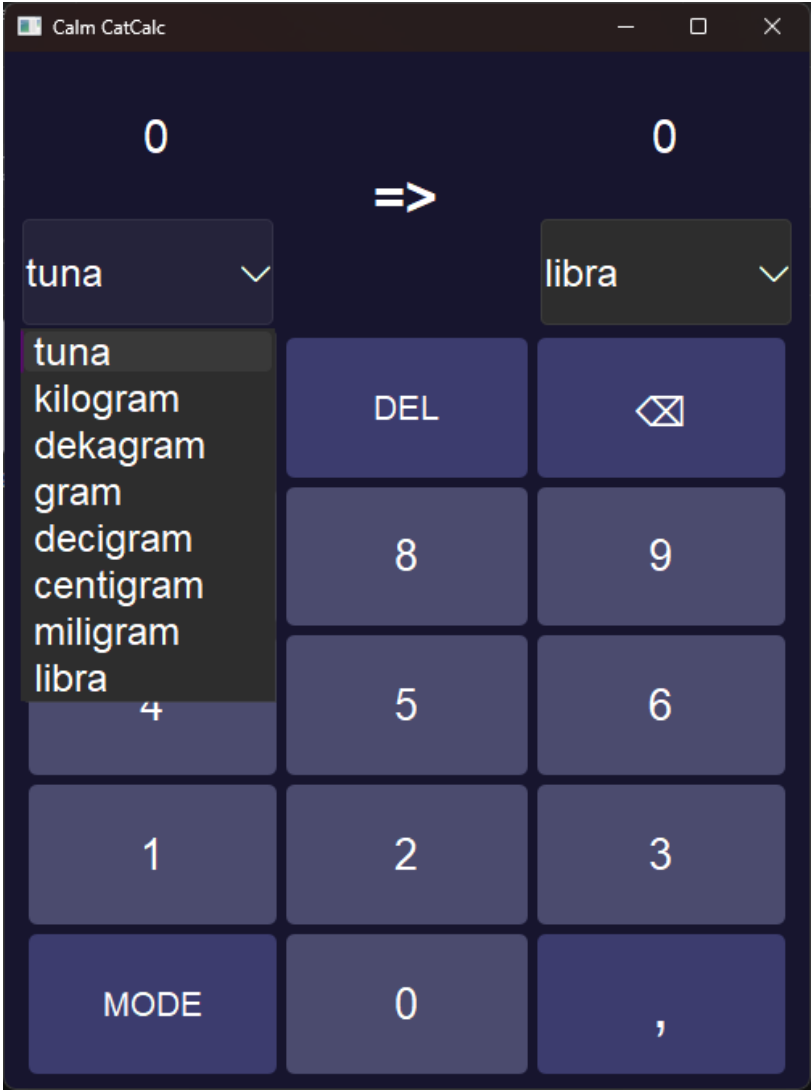 Calm CatCalc
0 0
=>
tuna libra
tuna
kilogram
dekagram
gram
decigram
centigram
miligram
libra
DEL ⌫
8 9
4 5 6
1 2 3
MODE 0 ,